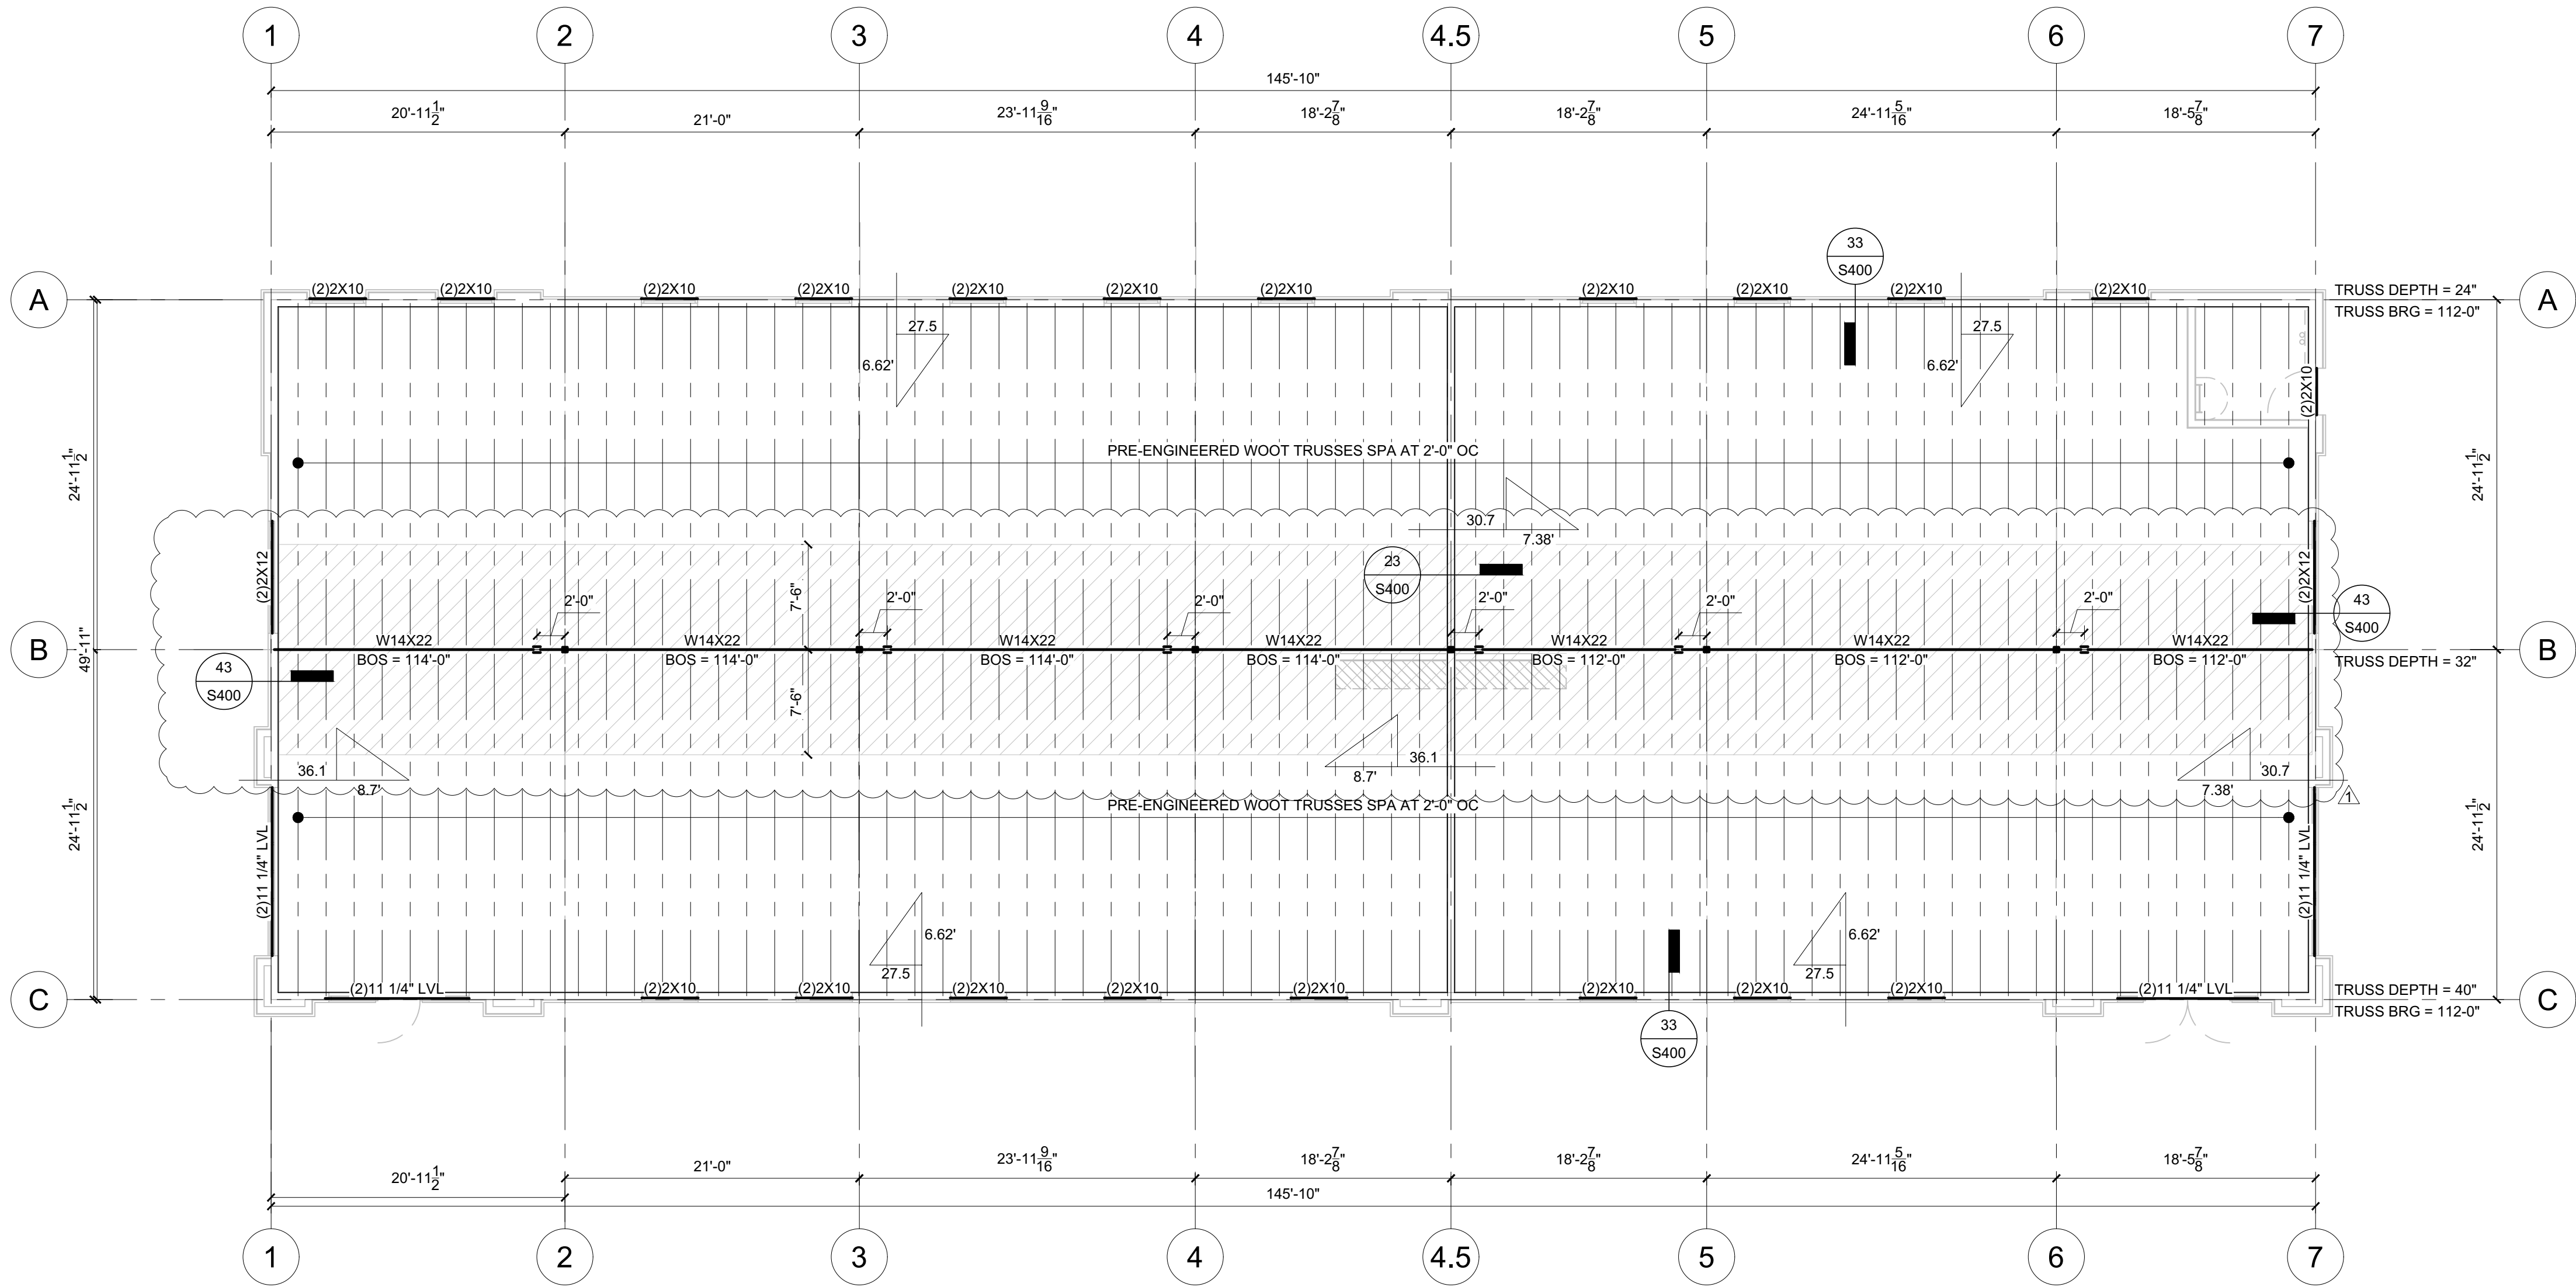 1 2 3 4 4.5 5 6 7
145'-10"
20'-11 1/2" 21'-0" 23'-11 9/16" 18'-2 7/8" 18'-2 7/8" 24'-11 5/16" 18'-5 7/8"
33
S400
A
(2)2X10 (2)2X10 (2)2X10 (2)2X10 (2)2X10 (2)2X10 (2)2X10 (2)2X10 (2)2X10 (2)2X10 (2)2X10
TRUSS DEPTH = 24"
TRUSS BRG = 112-0"
A
27.5
6.62'
27.5
6.62'
(2)2X10
24'-11 1/2"
PRE-ENGINEERED WOOT TRUSSES SPA AT 2'-0" OC
24'-11 1/2"
30.7
7.38'
23
S400
(2)2X12
(2)2X12
7'-6"
2'-0" 2'-0" 2'-0" 2'-0" 2'-0" 2'-0"
43
S400
B
49'-11"
W14X22 W14X22 W14X22 W14X22 W14X22 W14X22 W14X22
BOS = 114'-0" BOS = 114'-0" BOS = 114'-0" BOS = 114'-0" BOS = 112'-0" BOS = 112'-0" BOS = 112'-0"
TRUSS DEPTH = 32"
B
43
S400
7'-6"
36.1
8.7'
36.1
8.7'
30.7
7.38'
1
24'-11 1/2"
PRE-ENGINEERED WOOT TRUSSES SPA AT 2'-0" OC
24'-11 1/2"
(2)11 1/4" LVL
(2)11 1/4" LVL
6.62'
27.5
6.62'
27.5
C
(2)11 1/4" LVL (2)2X10 (2)2X10 (2)2X10 (2)2X10 (2)2X10 (2)2X10 (2)2X10 (2)2X10 (2)11 1/4" LVL
TRUSS DEPTH = 40"
TRUSS BRG = 112-0"
C
33
S400
20'-11 1/2" 21'-0" 23'-11 9/16" 18'-2 7/8" 18'-2 7/8" 24'-11 5/16" 18'-5 7/8"
145'-10"
1 2 3 4 4.5 5 6 7